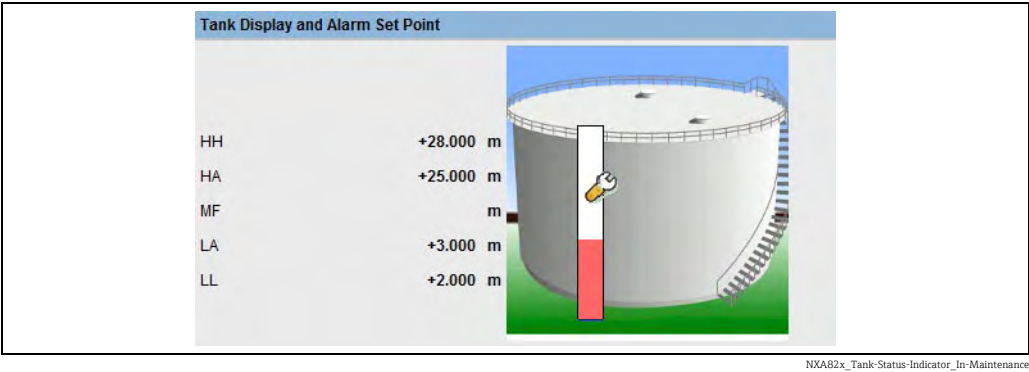 Tank Display and Alarm Set Point
HH +28.000 m
HA +25.000 m
MF m
LA +3.000 m
LL +2.000 m
NXA82x_Tank-Status-Indicator_In-Maintenance